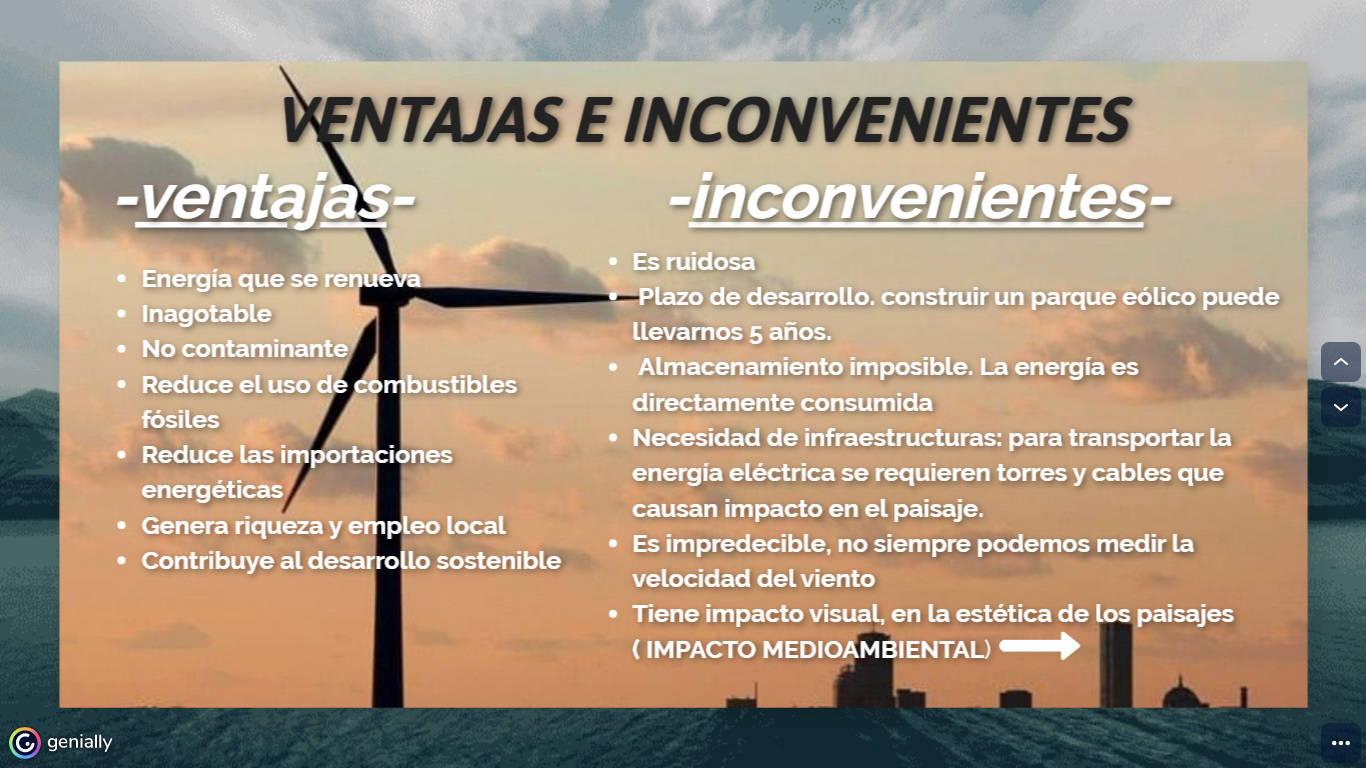 VENTAJAS E INCONVENIENTES
-ventajas-
• Energía que se renueva
• Inagotable
• No contaminante
• Reduce el uso de combustibles
fósiles
• Reduce las importaciones
energéticas
• Genera riqueza y empleo local
• Contribuye al desarrollo sostenible
-inconvenientes-
• Es ruidosa
• Plazo de desarrollo. construir un parque eólico puede
llevarnos 5 años.
• Almacenamiento imposible. La energía es
directamente consumida
• Necesidad de infraestructuras: para transportar la
energía eléctrica se requieren torres y cables que
causan impacto en el paisaje.
• Es impredecible, no siempre podemos medir la
velocidad del viento
• Tiene impacto visual, en la estética de los paisajes
( IMPACTO MEDIOAMBIENTAL)
genially